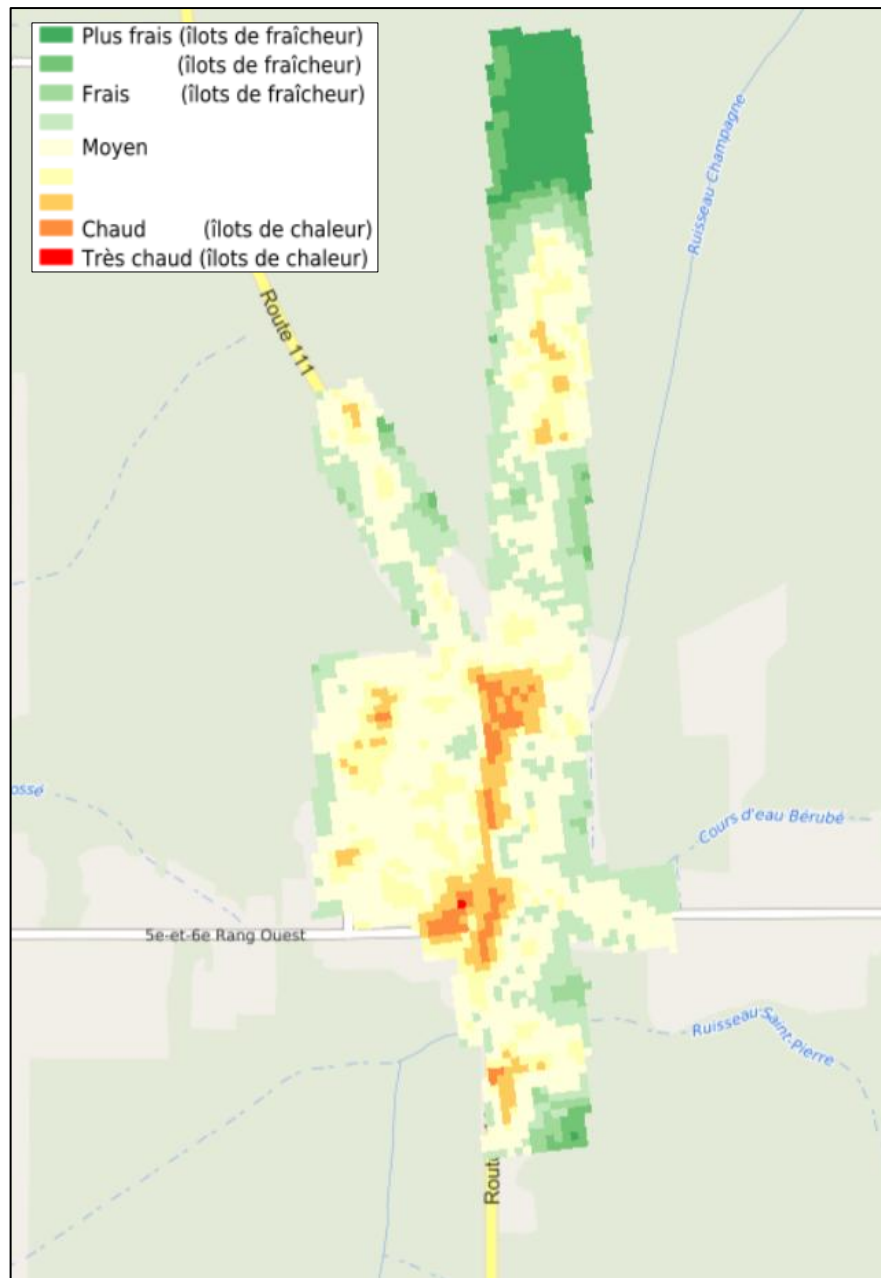 Plus frais (îlots de fraîcheur)
(îlots de fraîcheur)
Frais (îlots de fraîcheur)
Moyen
Chaud (îlots de chaleur)
Très chaud (îlots de chaleur)
Ruisseau Champagne
Route 111
ossé
Cours d'eau Bérubé
5e-et-6e Rang Ouest
Ruisseau Saint-Pierre
Route